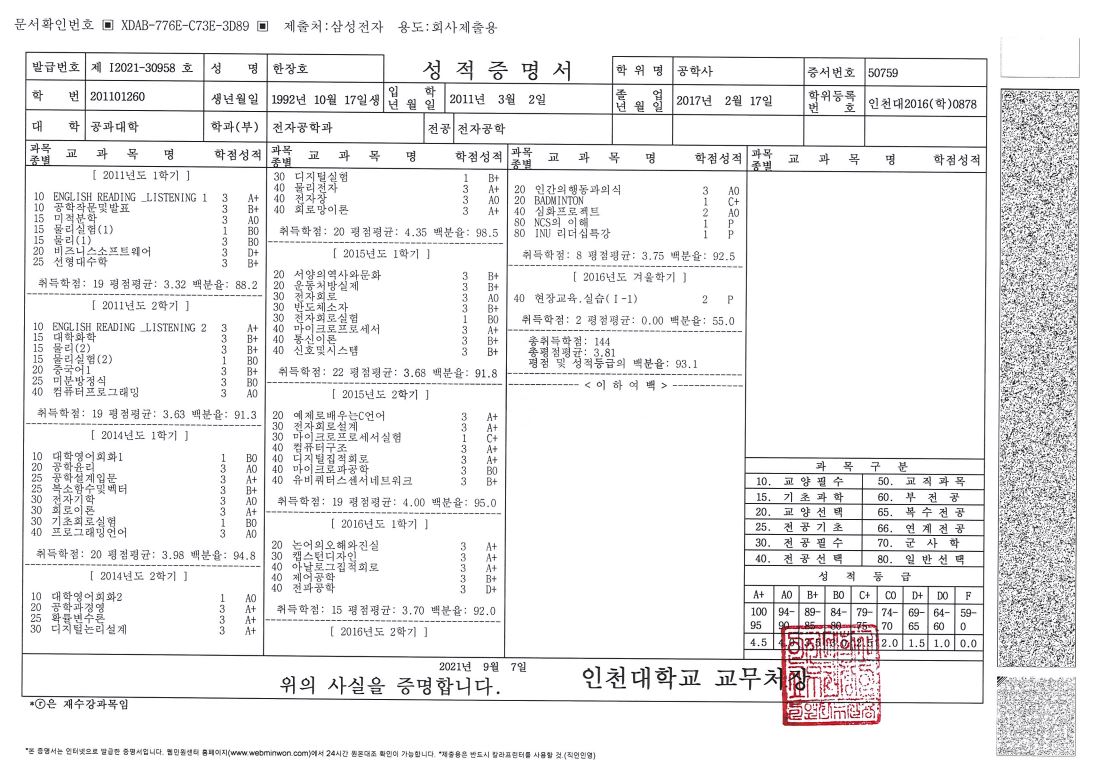 문서확인번호 ▣ XDAB-776E-C73E-3D89 ▣ 제출처:삼성전자 용도:회사제출용
발급번호 제 I2021-30958 호 성 명 한장호 성적증명서 학 위 명 공학사 증서번호 50759
학 번 201101260 생년월일 1992년 10월 17일생 입 학 년 월 일 2011년 3월 2일 졸 업 년 월 일 2017년 2월 17일 학위등록 번 호 인천대2016(학)0878
대 학 공과대학 학과(부) 전자공학과 전공 전자공학
과목종별 교 과 목 명 학점성적 과목종별 교 과 목 명 학점성적 과목종별 교 과 목 명 학점성적 과목종별 교 과 목 명 학점성적
[ 2011년도 1학기 ]
10 ENGLISH READING _LISTENING 1 3 A+
10 공학작문및발표 3 B+
15 미적분학 3 A0
15 물리실험(1) 1 B0
15 물리(1) 3 B0
20 비즈니스소프트웨어 3 D+
25 선형대수학 3 B+
취득학점: 19 평점평균: 3.32 백분율: 88.2
[ 2011년도 2학기 ]
10 ENGLISH READING _LISTENING 2 3 A+
15 대학화학 3 B+
15 물리(2) 3 B+
15 물리실험(2) 1 B0
20 중국어1 3 B+
25 미분방정식 3 B0
40 컴퓨터프로그래밍 3 A0
취득학점: 19 평점평균: 3.63 백분율: 91.3
[ 2014년도 1학기 ]
10 대학영어회화1 1 B0
20 공학윤리 3 A0
25 공학설계입문 3 A+
25 복소함수및벡터 3 B+
30 전자기학 3 A0
30 회로이론 3 A+
30 기초회로실험 1 B0
40 프로그래밍언어 3 A0
취득학점: 20 평점평균: 3.98 백분율: 94.8
[ 2014년도 2학기 ]
10 대학영어회화2 1 A0
20 공학과경영 3 A+
25 확률변수론 3 A+
30 디지털논리설계 3 A+
30 디지털실험 1 B+
40 물리전자 3 A+
40 전자장 3 A0
40 회로망이론 3 A+
취득학점: 20 평점평균: 4.35 백분율: 98.5
[ 2015년도 1학기 ]
20 서양의역사와문화 3 B+
20 운동처방실제 3 B+
30 전자회로 3 A0
30 반도체소자 3 B+
30 전자회로실험 1 B0
40 마이크로프로세서 3 A+
40 통신이론 3 B+
40 신호및시스템 3 B+
취득학점: 22 평점평균: 3.68 백분율: 91.8
[ 2015년도 2학기 ]
20 예제로배우는C언어 3 A+
30 전자회로설계 3 A+
30 마이크로프로세서실험 1 C+
40 컴퓨터구조 3 A+
40 디지털집적회로 3 A+
40 마이크로파공학 3 B0
40 유비쿼터스센서네트워크 3 B+
취득학점: 19 평점평균: 4.00 백분율: 95.0
[ 2016년도 1학기 ]
20 논어의오해와진실 3 A+
30 캡스턴디자인 3 A+
40 아날로그집적회로 3 A+
40 제어공학 3 B+
40 전파공학 3 D+
취득학점: 15 평점평균: 3.70 백분율: 92.0
[ 2016년도 2학기 ]
20 인간의행동과의식 3 A0
20 BADMINTON 1 C+
40 심화프로젝트 2 A0
80 NCS의 이해 1 P
80 INU 리더십특강 1 P
취득학점: 8 평점평균: 3.75 백분율: 92.5
[ 2016년도 겨울학기 ]
40 현장교육.실습(I-1) 2 P
취득학점: 2 평점평균: 0.00 백분율: 55.0
총취득학점: 144
총평점평균: 3.81
평점 및 성적등급의 백분율: 93.1
< 이 하 여 백 >
과 목 구 분
10. 교양필수 50. 교직과목
15. 기초과학 60. 부 전 공
20. 교양선택 65. 복수전공
25. 전공기초 66. 연계전공
30. 전공필수 70. 군 사 학
40. 전공선택 80. 일반선택
성 적 등 급
A+ A0 B+ B0 C+ C0 D+ D0 F
100 94- 89- 84- 79- 74- 69- 64- 59-
95 90 85 80 75 70 65 60 0
4.5 2.0 1.5 1.0 0.0
2021년 9월 7일
위의 사실을 증명합니다.
인천대학교 교무처장
*ⓡ은 재수강과목임
*본 증명서는 인터넷으로 발급한 증명서입니다. 웹민원센터 홈페이지(www.webminwon.com)에서 24시간 원본대조 확인이 가능합니다. *제출용은 반드시 칼라프린터를 사용할 것.(직인인영)